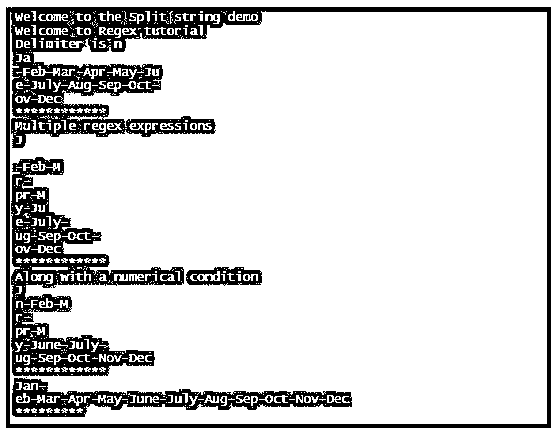 Welcome to the Split string demo
Welcome to Regex tutorial
Delimiter is n
Ja
-Feb-Mar-Apr-May-Ju
e-July-Aug-Sep-Oct-
ov-Dec
************
Multiple regex expressions
J

-Feb-M
r-
pr-M
y-Ju
e-July-
ug-Sep-Oct-
ov-Dec
************
Along with a numerical condition
J
n-Feb-M
r-
pr-M
y-June-July-
ug-Sep-Oct-Nov-Dec
************
Jan-
eb-Mar-Apr-May-June-July-Aug-Sep-Oct-Nov-Dec
*********